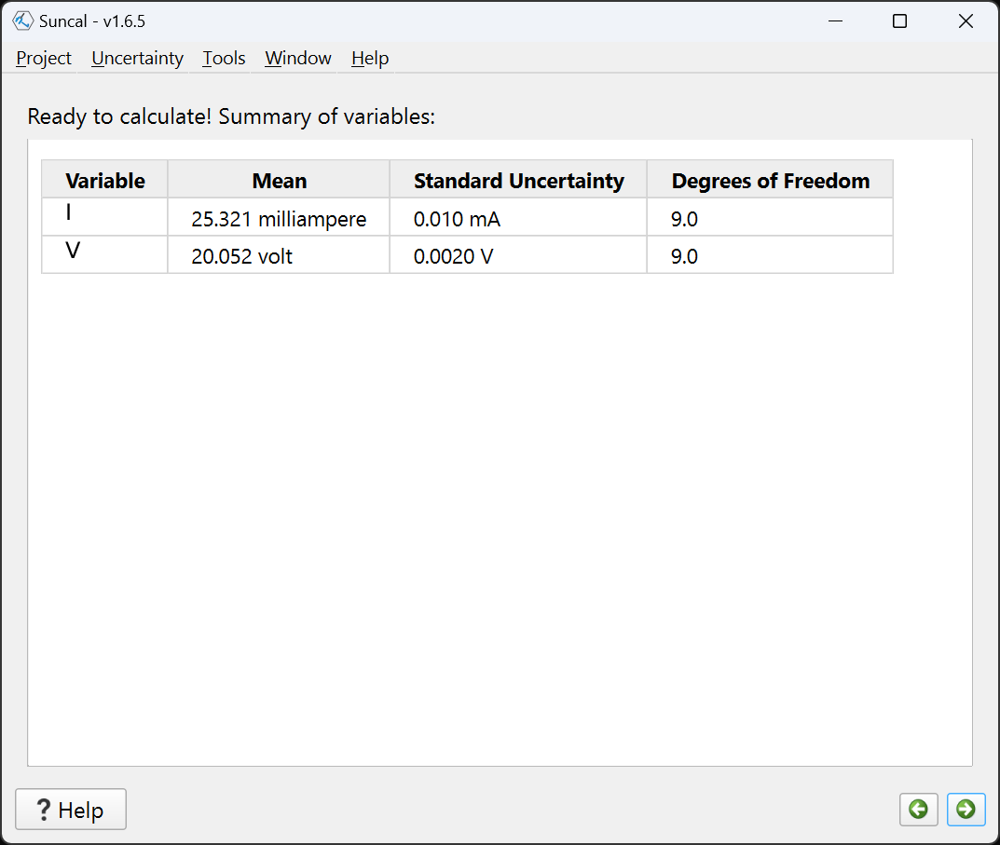 Suncal - v1.6.5
Project Uncertainty Tools Window Help
Ready to calculate! Summary of variables:
Variable Mean Standard Uncertainty Degrees of Freedom
I 25.321 milliampere 0.010 mA 9.0
V 20.052 volt 0.0020 V 9.0
? Help